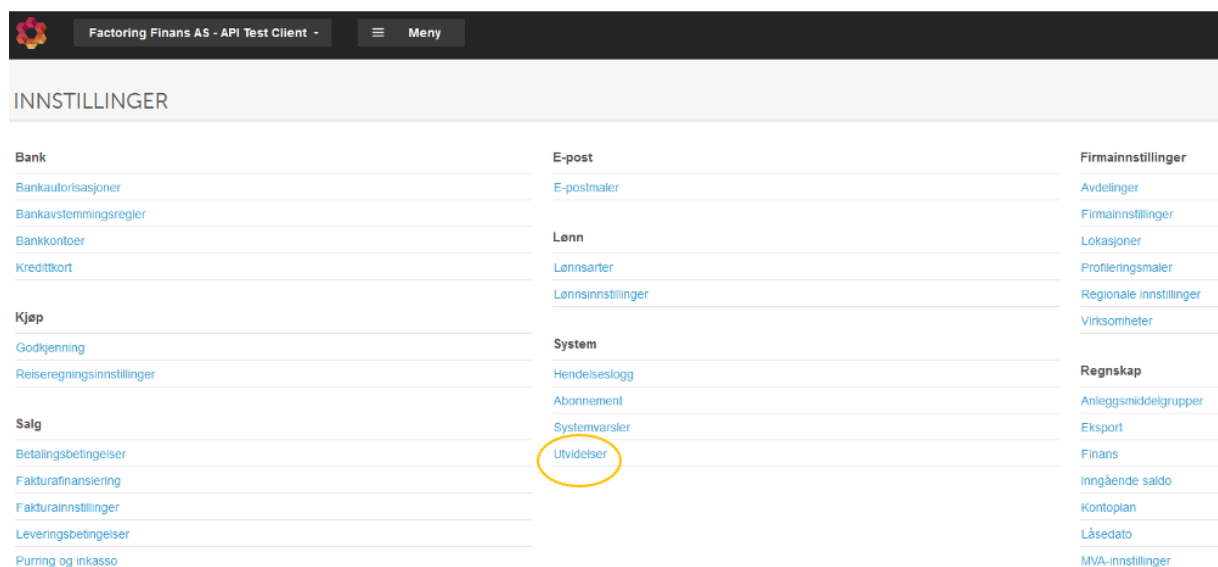 Factoring Finans AS - API Test Client
Meny
INNSTILLINGER
Bank
Bankautorisasjoner
Bankavstemmingsregler
Bankkontoer
Kredittkort
Kjøp
Godkjenning
Reiseregningsinnstillinger
Salg
Betalingsbetingelser
Fakturafinansiering
Fakturainnstillinger
Leveringsbetingelser
Purring og inkasso
E-post
E-postmaler
Lønn
Lønnsarter
Lønnsinnstillinger
System
Hendelseslogg
Abonnement
Systemvarsler
Utvidelser
Firmainnstillinger
Avdelinger
Firmainnstillinger
Lokasjoner
Profileringsmaler
Regionale innstillinger
Virksomheter
Regnskap
Anleggsmiddelgrupper
Eksport
Finans
Inngående saldo
Kontoplan
Låsedato
MVA-innstillinger